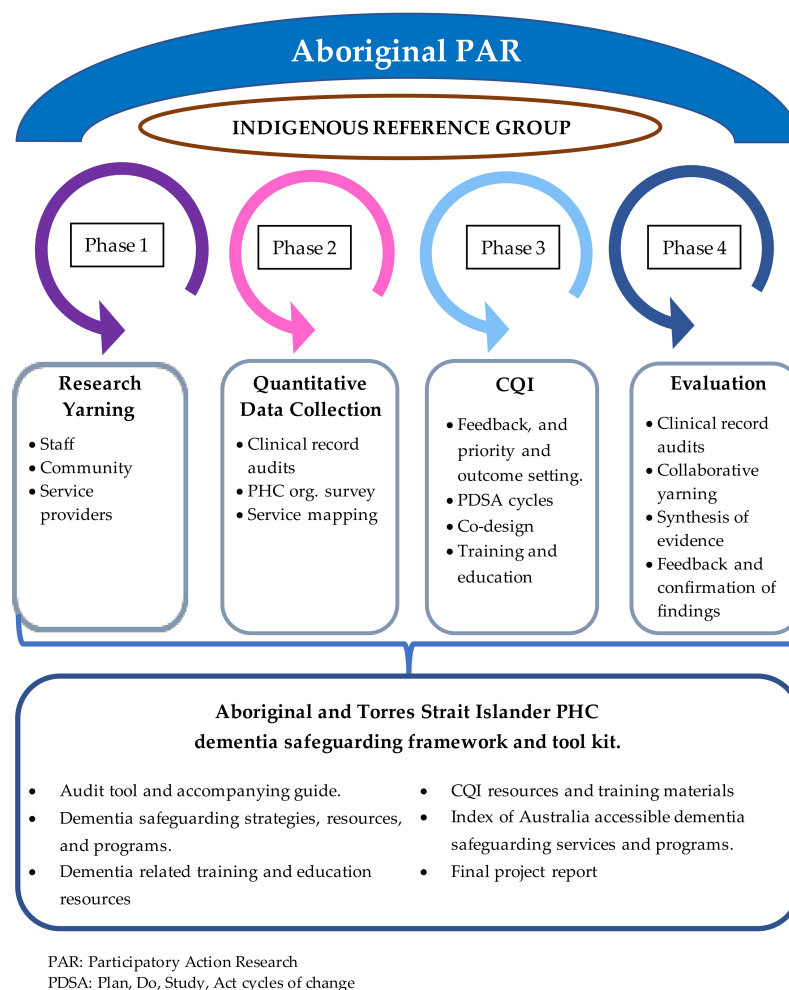 Aboriginal PAR
INDIGENOUS REFERENCE GROUP
Phase 1
Phase 2
Phase 3
Phase 4
Research
Yarning
• Staff
• Community
• Service
providers
Quantitative
Data Collection
• Clinical record
audits
• PHC org. survey
• Service mapping
CQI
• Feedback, and
priority and
outcome setting.
• PDSA cycles
• Co-design
• Training and
education
Evaluation
• Clinical record
audits
• Collaborative
yarning
• Synthesis of
evidence
• Feedback and
confirmation of
findings
Aboriginal and Torres Strait Islander PHC
dementia safeguarding framework and tool kit.
• Audit tool and accompanying guide.
• Dementia safeguarding strategies, resources,
and programs.
• Dementia related training and education
resources
• CQI resources and training materials
• Index of Australia accessible dementia
safeguarding services and programs.
• Final project report
PAR: Participatory Action Research
PDSA: Plan, Do, Study, Act cycles of change